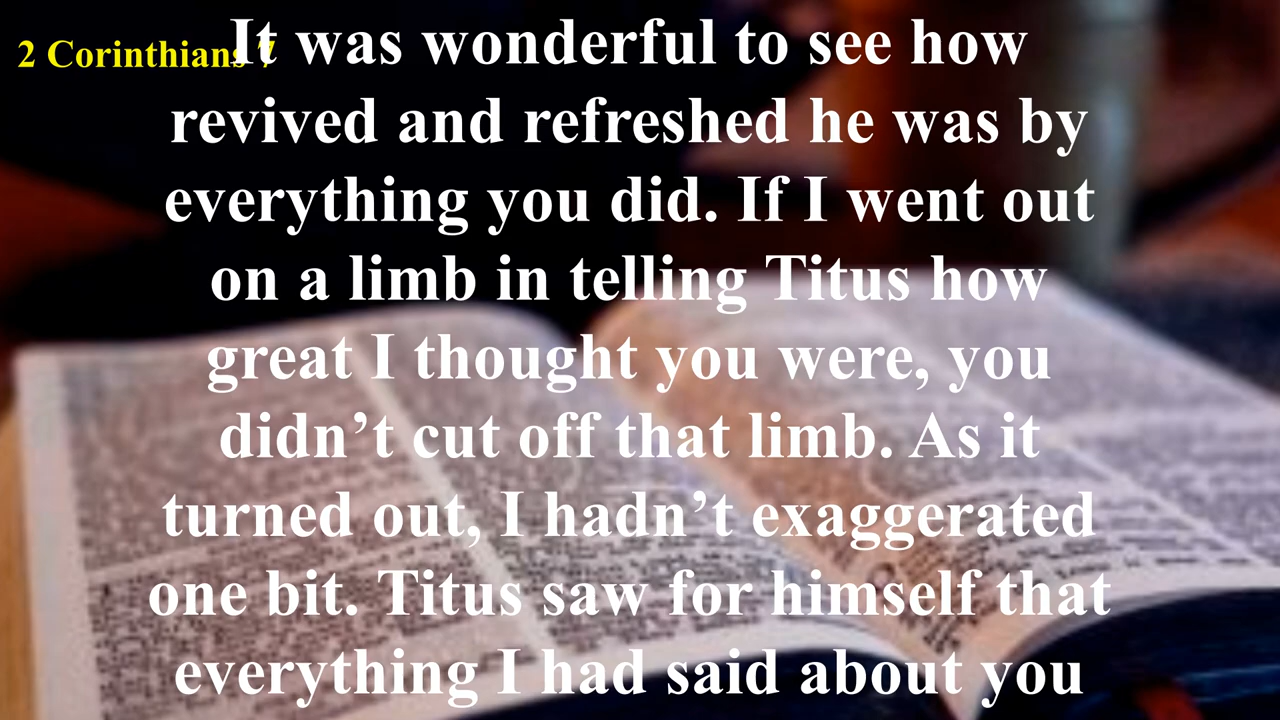 2 Corinthians 7
It was wonderful to see how
revived and refreshed he was by
everything you did. If I went out
on a limb in telling Titus how
great I thought you were, you
didn’t cut off that limb. As it
turned out, I hadn’t exaggerated
one bit. Titus saw for himself that
everything I had said about you